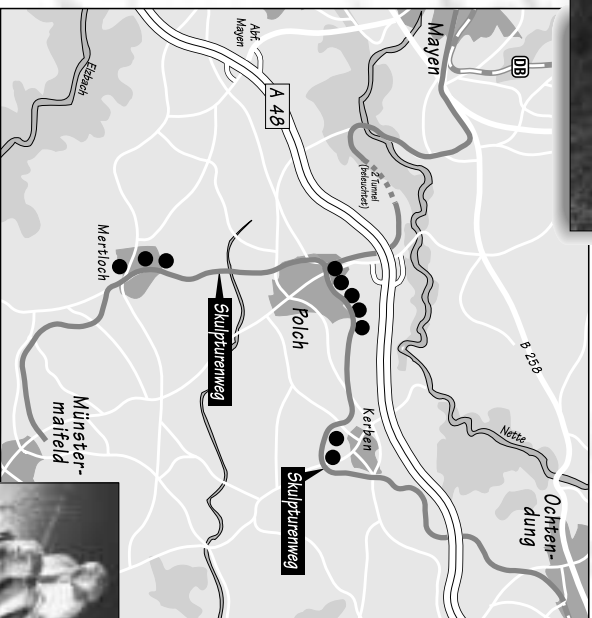 Mayen
DB
Abf.
Mayen
Elzbach
A 48
2 Tunnel
(beleuchtet)
B 258
Nette
Ochten-
dung
Mertloch
Skulpturenweg
Polch
Kerben
Skulpturenweg
Münster-
maifeld